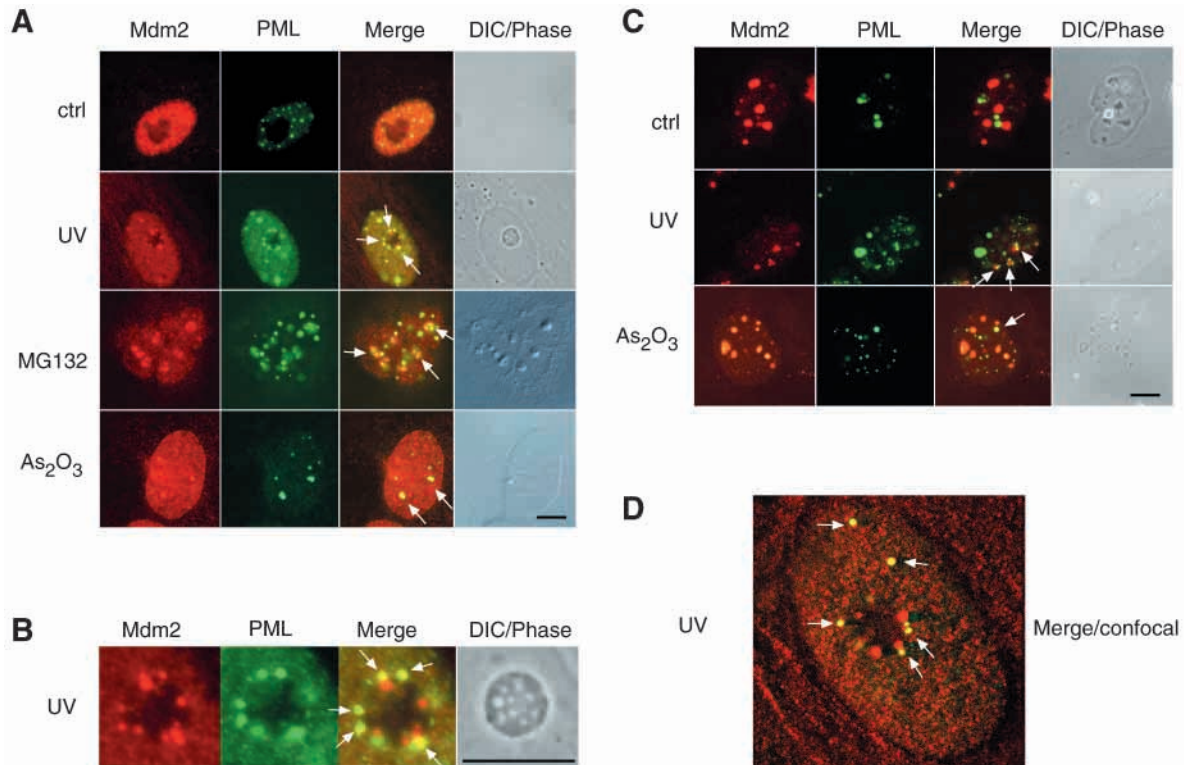 A
Mdm2 PML Merge DIC/Phase
ctrl
UV
MG132
As₂O₃
B
Mdm2 PML Merge DIC/Phase
UV
C
Mdm2 PML Merge DIC/Phase
ctrl
UV
As₂O₃
D
UV
Merge/confocal